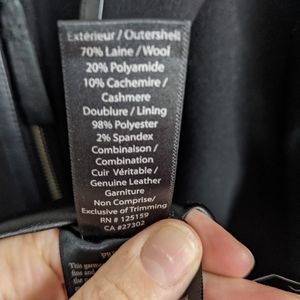 Extérieur / Outershell
70% Laine / Wool
20% Polyamide
10% Cachemire /
Cashmere
Doublure / Lining
98% Polyester
2% Spandex
Combinaison /
Combination
Cuir Véritable /
Genuine Leather
Garniture
Non Comprise/
Exclusive of Trimming
RN # 125159
CA #27302
This